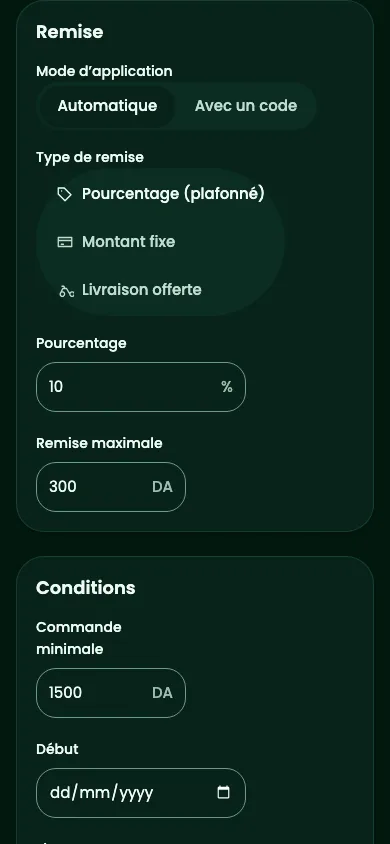 Remise
Mode d’application
Automatique
Avec un code
Type de remise
Pourcentage (plafonné)
Montant fixe
Livraison offerte
Pourcentage
10 %
Remise maximale
300 DA
Conditions
Commande
minimale
1500 DA
Début
dd/mm/yyyy